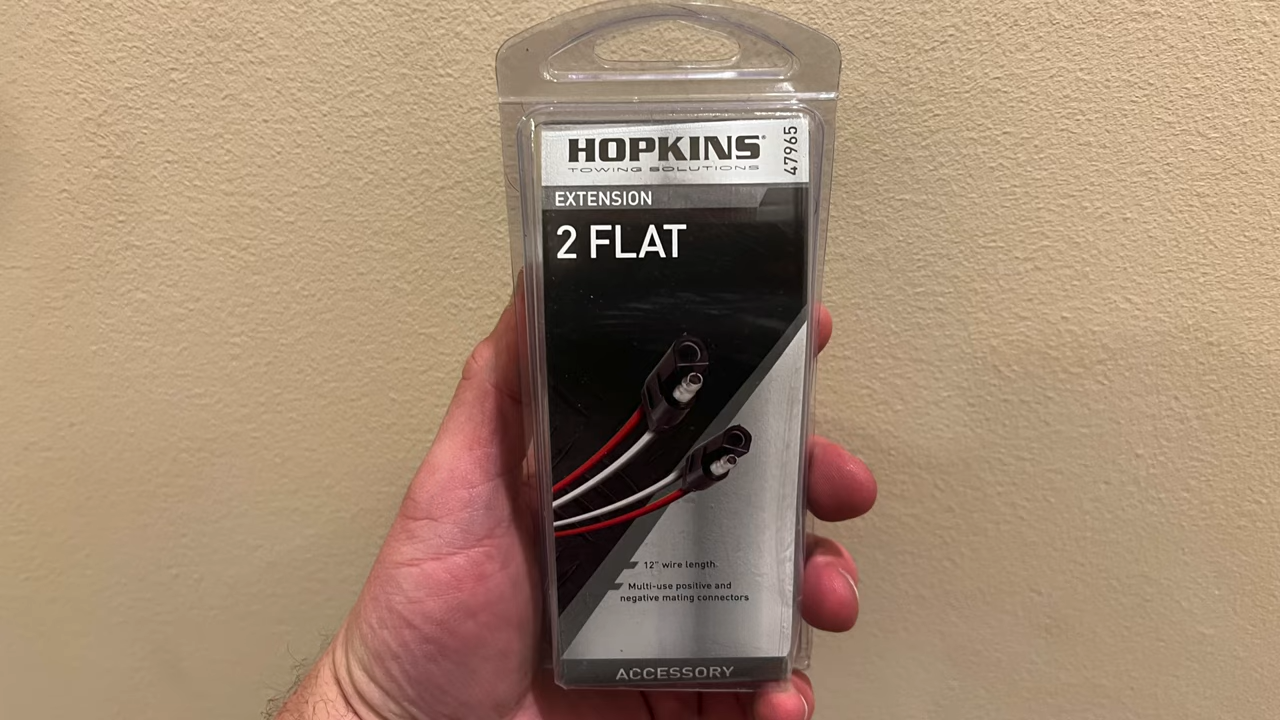 HOPKINS®
TOWING SOLUTIONS
47965
EXTENSION
2 FLAT
12" wire length
Multi-use positive and
negative mating connectors
ACCESSORY